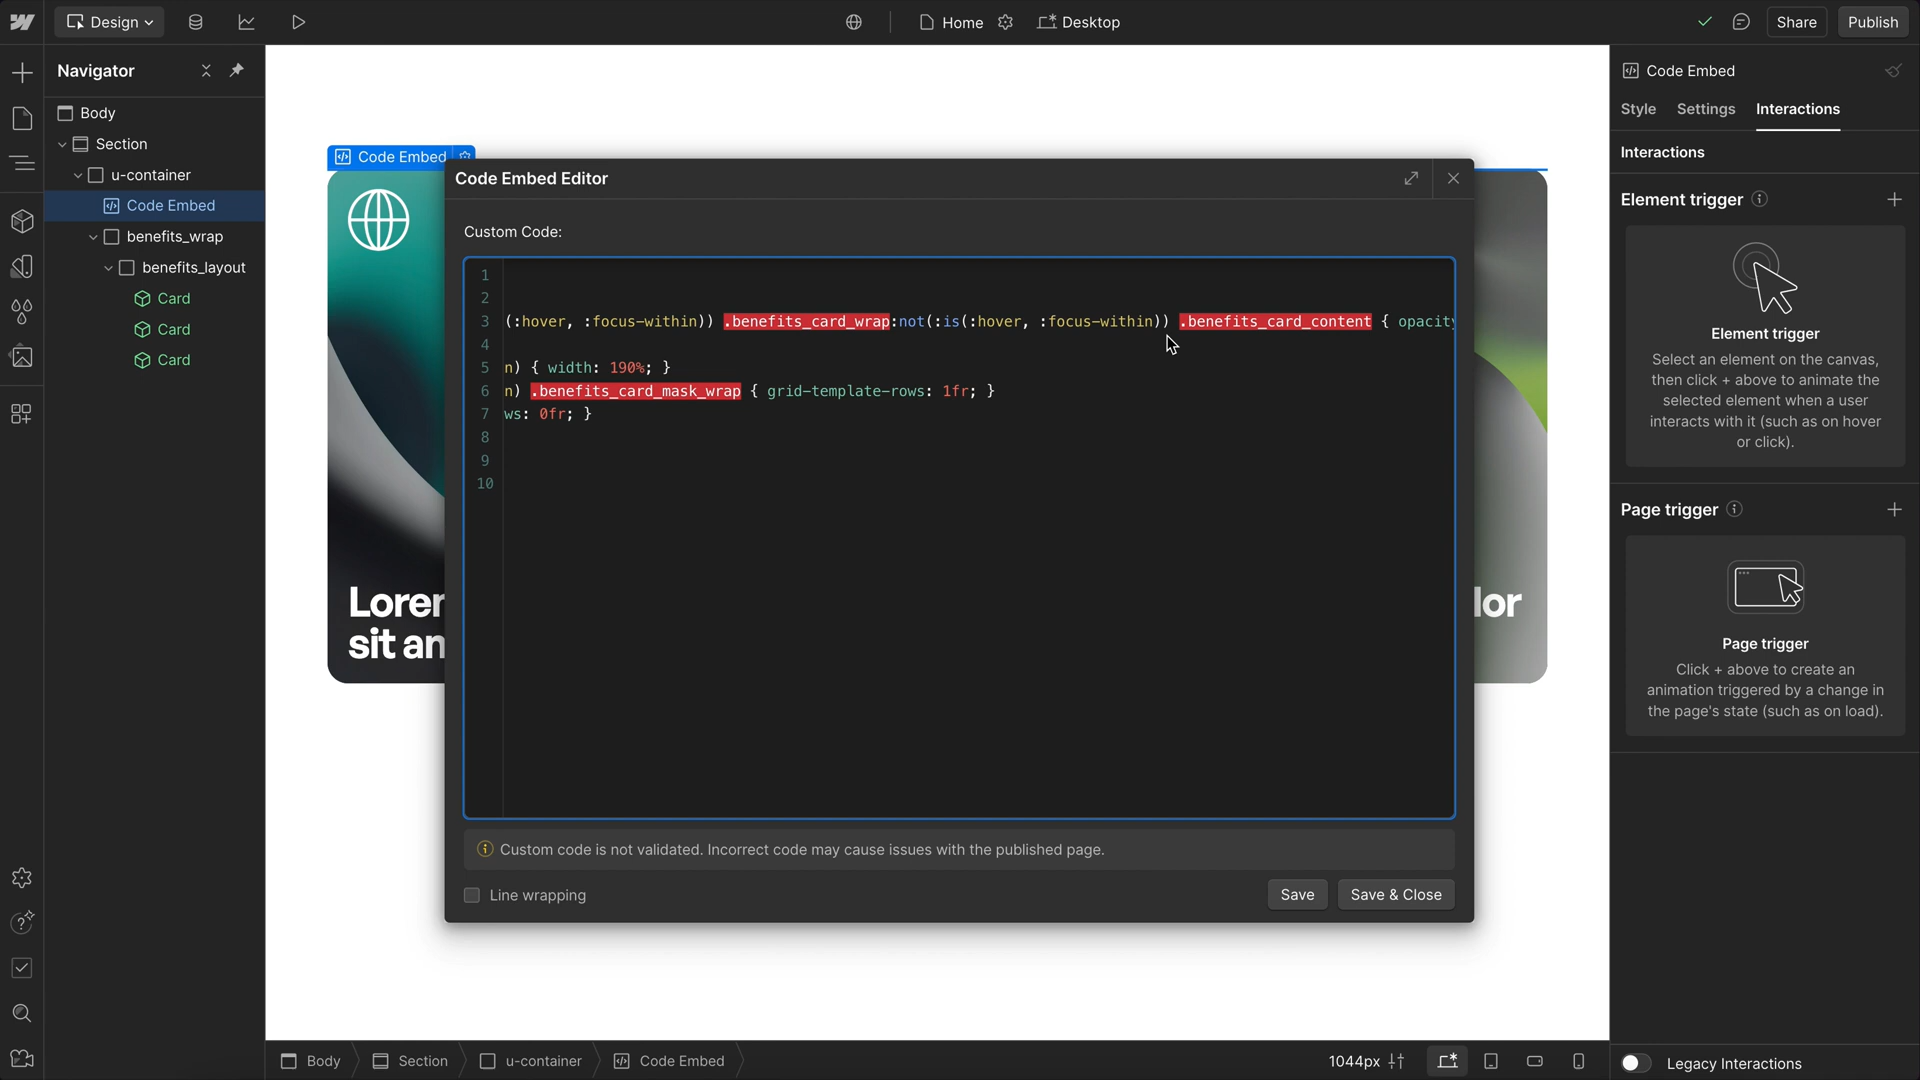 Design
Home
Desktop
Share
Publish
Navigator
Body
Section
u-container
Code Embed
benefits_wrap
benefits_layout
Card
Card
Card
Code Embed
Lorem
sit am
lor
Code Embed Editor
Custom Code:
1
2
3 (:hover, :focus-within)) .benefits_card_wrap:not(:is(:hover, :focus-within)) .benefits_card_content { opacity
4
5 n) { width: 190%; }
6 n) .benefits_card_mask_wrap { grid-template-rows: 1fr; }
7 ws: 0fr; }
8
9
10
Custom code is not validated. Incorrect code may cause issues with the published page.
Line wrapping
Save
Save & Close
Code Embed
Style Settings Interactions
Interactions
Element trigger
Element trigger
Select an element on the canvas,
then click + above to animate the
selected element when a user
interacts with it (such as on hover
or click).
Page trigger
Page trigger
Click + above to create an
animation triggered by a change in
the page's state (such as on load).
Body Section u-container Code Embed
1044px
Legacy Interactions